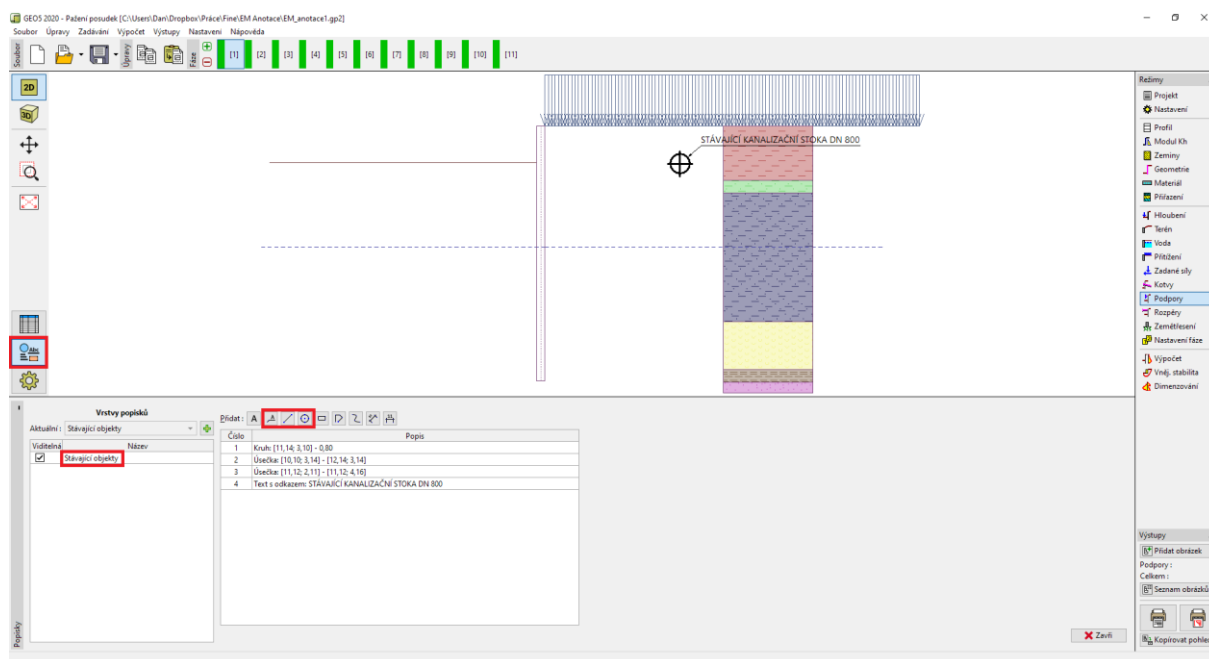 GEO5 2020 - Pažení posudek [C:\Users\Dan\Dropbox\Práce\Fine\EM Anotace\EM_anotace1.gp2]
Soubor Úpravy Zadávání Výpočet Výstupy Nastavení Nápověda
Soubor Úpravy Fáze [1] [2] [3] [4] [5] [6] [7] [8] [9] [10] [11]
2D
3D
Abc
STÁVAJÍCÍ KANALIZAČNÍ STOKA DN 800
Režimy
Projekt
Nastavení
Profil
Modul Kh
Zeminy
Geometrie
Materiál
Přiřazení
Hloubení
Terén
Voda
Přitížení
Zadané síly
Kotvy
Podpory
Rozpěry
Zemětřesení
Nastavení fáze
Výpočet
Vněj. stabilita
Dimenzování
Vrstvy popisků
Aktuální : Stávající objekty
Viditelná Název
Stávající objekty
Přidat : A
Číslo Popis
1 Kruh: [11,14; 3,10] - 0,80
2 Úsečka: [10,10; 3,14] - [12,14; 3,14]
3 Úsečka: [11,12; 2,11] - [11,12; 4,16]
4 Text s odkazem: STÁVAJÍCÍ KANALIZAČNÍ STOKA DN 800
Popisky
Zavři
Výstupy
Přidat obrázek
Podpory :
Celkem :
Seznam obrázků
Kopírovat pohled